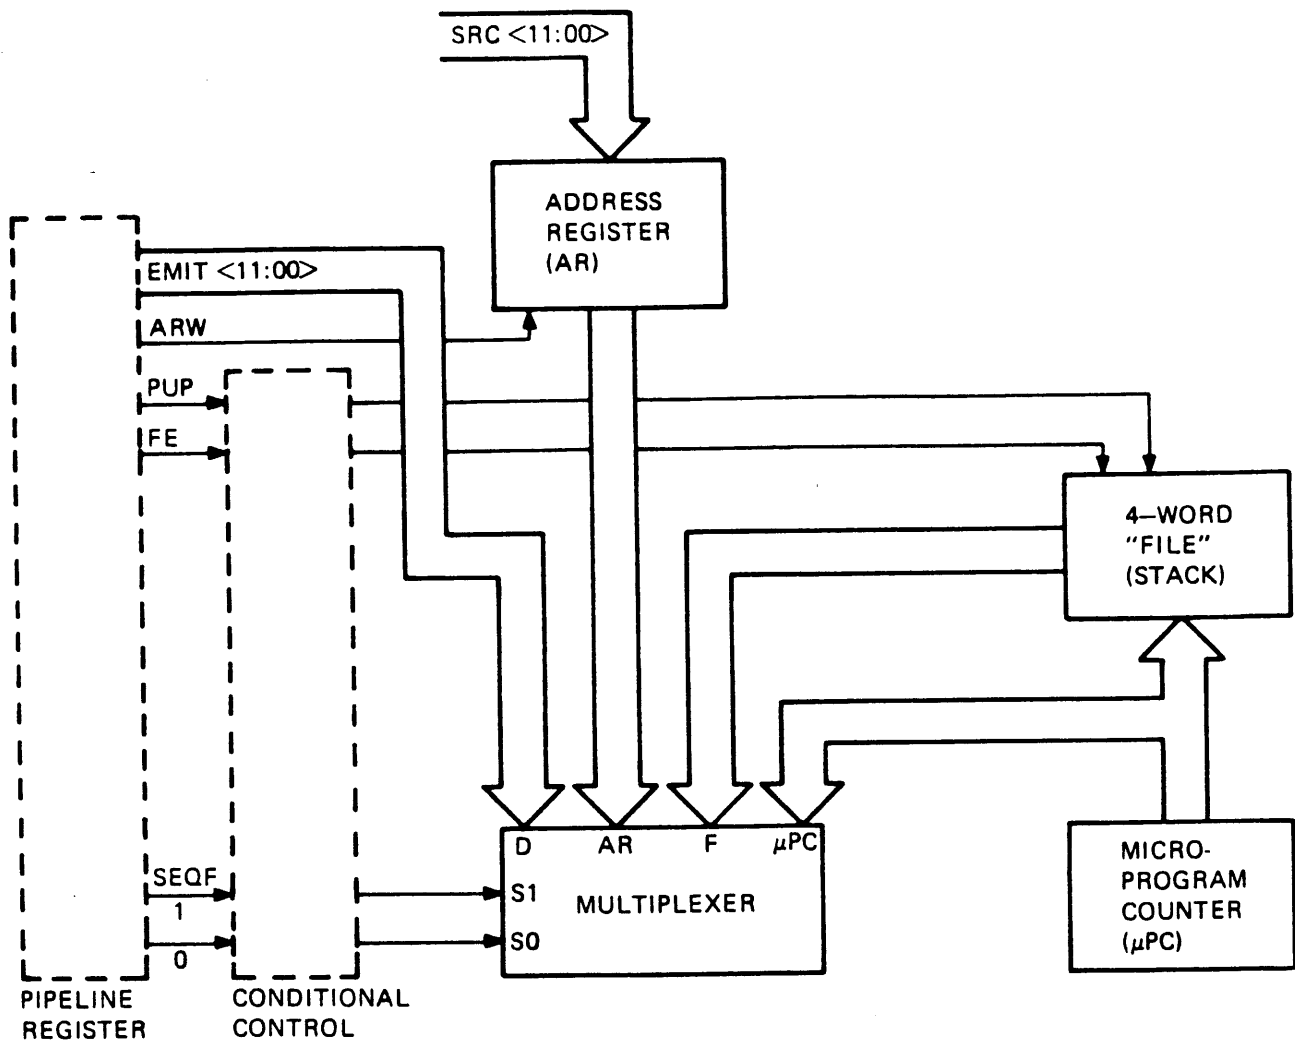 SRC <11:00>
ADDRESS
REGISTER
(AR)
EMIT <11:00>
ARW
PUP
FE
4–WORD
"FILE"
(STACK)
D AR F µPC
MULTIPLEXER
S1
S0
SEQF
1
0
MICRO-
PROGRAM
COUNTER
(µPC)
PIPELINE
REGISTER
CONDITIONAL
CONTROL